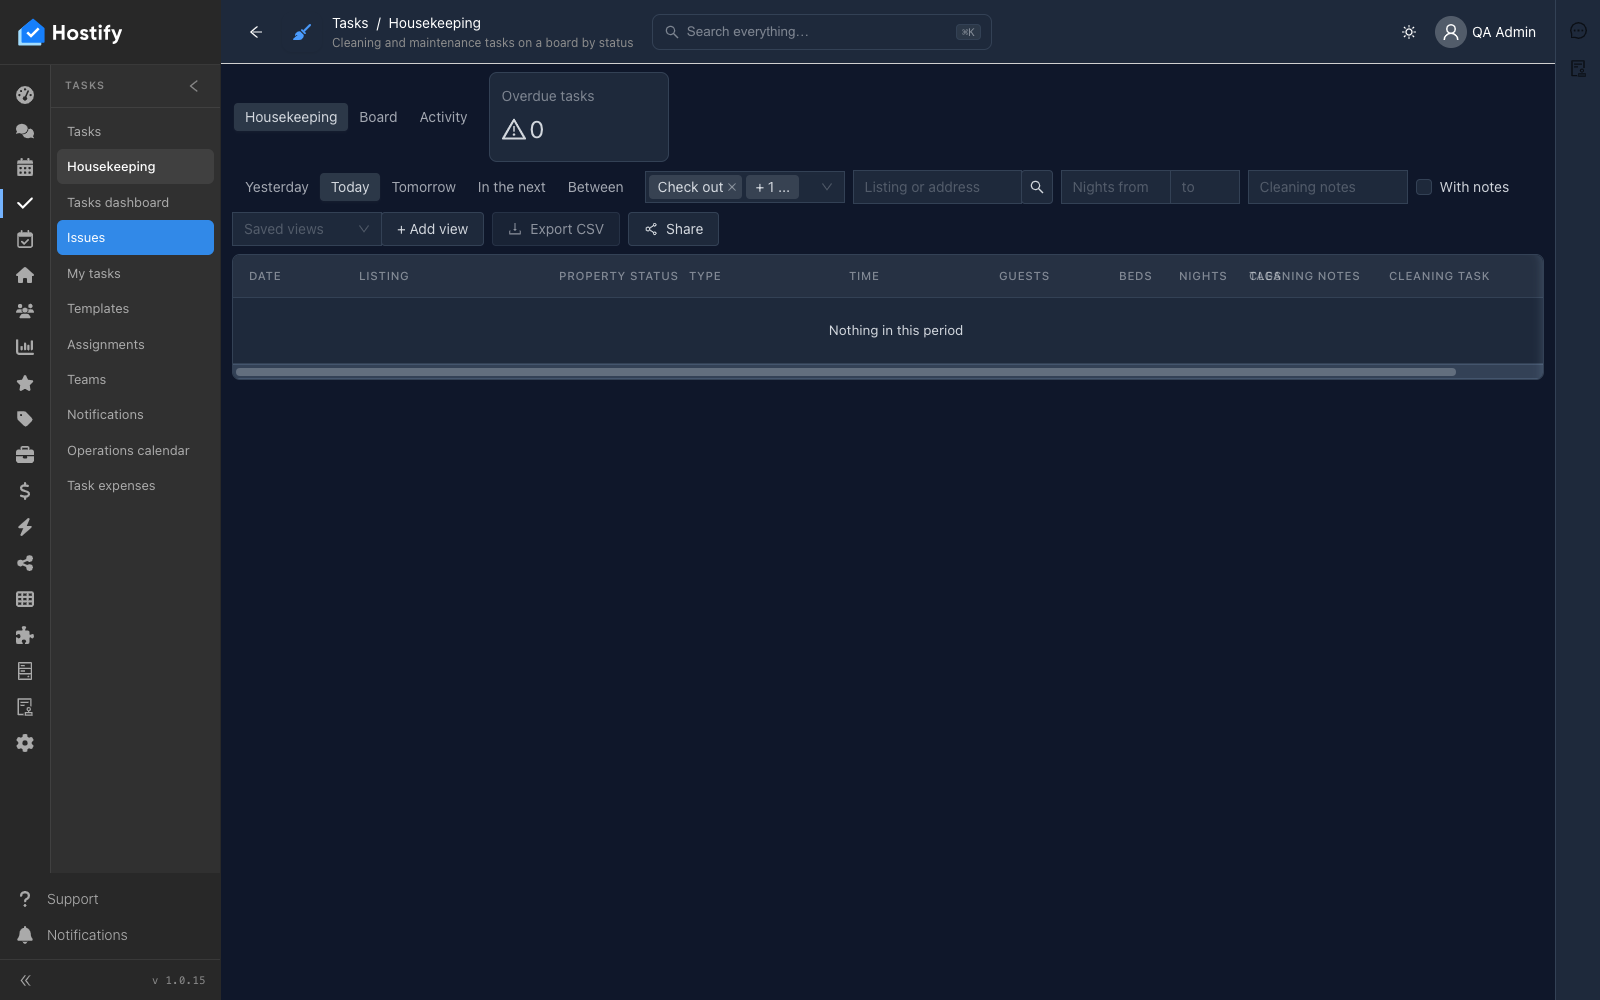 Hostify
Tasks / Housekeeping
Cleaning and maintenance tasks on a board by status
Search everything...
⌘K
QA Admin
TASKS
Tasks
Housekeeping
Tasks dashboard
Issues
My tasks
Templates
Assignments
Teams
Notifications
Operations calendar
Task expenses
Support
Notifications
v 1.0.15
Housekeeping Board Activity
Overdue tasks
0
Yesterday Today Tomorrow In the next Between
Check out + 1 ...
Listing or address
Nights from to
Cleaning notes
With notes
Saved views
+ Add view
Export CSV
Share
DATE LISTING PROPERTY STATUS TYPE TIME GUESTS BEDS NIGHTS TAGS CLEANING NOTES CLEANING TASK
Nothing in this period